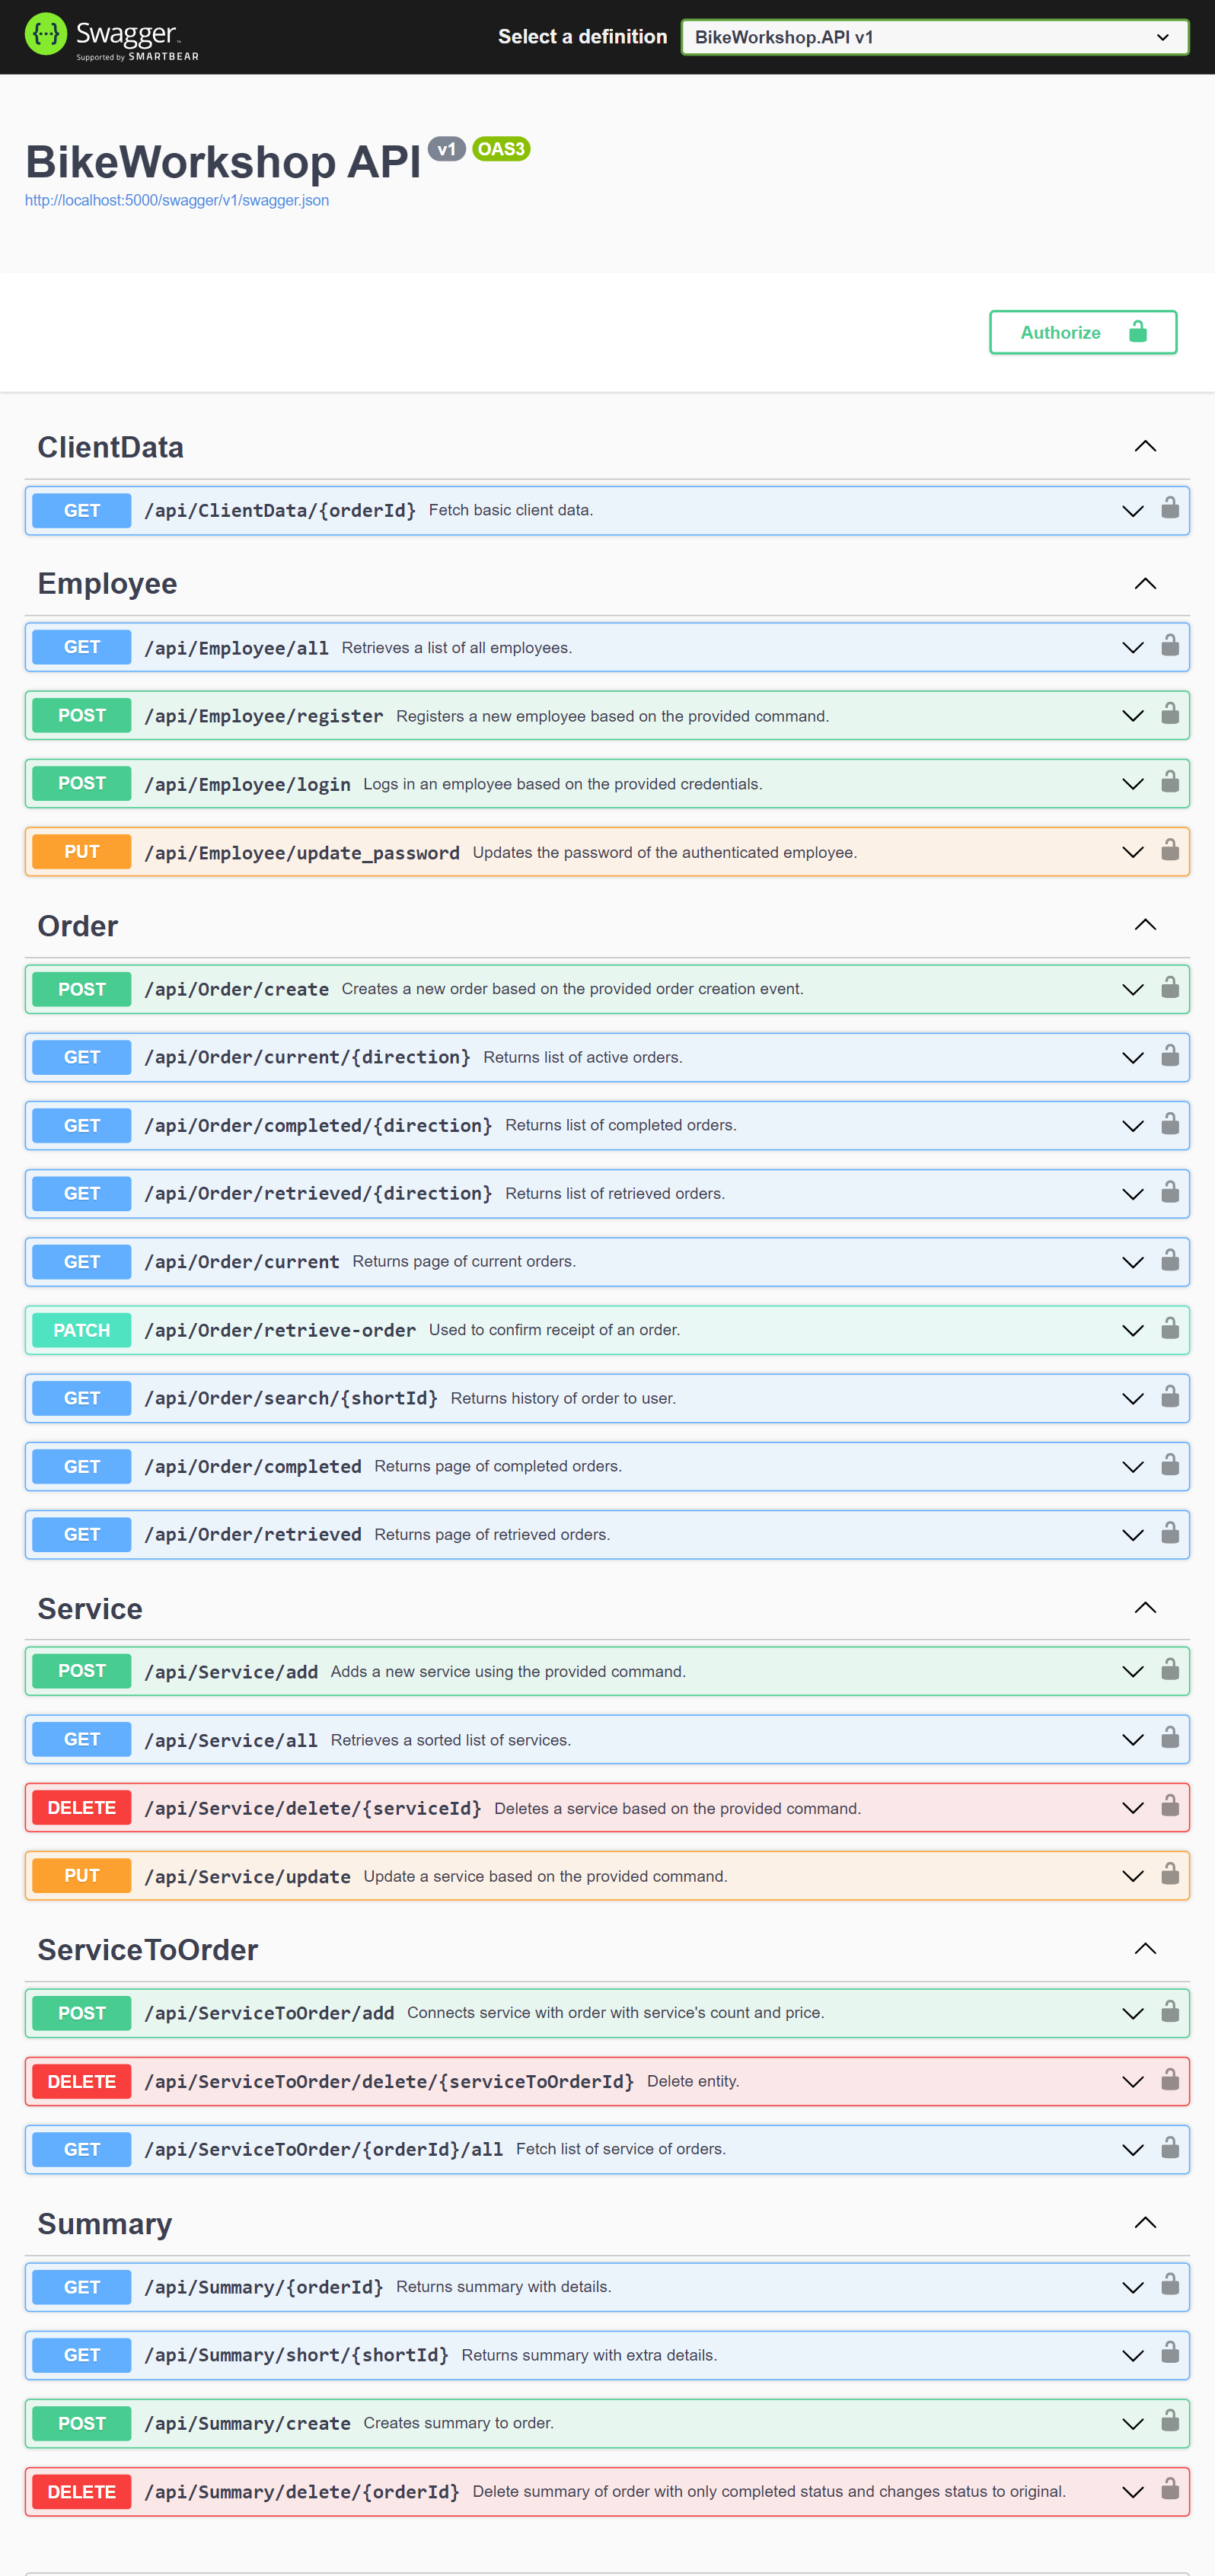 Swagger
Supported by SMARTBEAR
Select a definition
BikeWorkshop.API v1
BikeWorkshop API v1 OAS3
http://localhost:5000/swagger/v1/swagger.json
Authorize
ClientData
GET /api/ClientData/{orderId} Fetch basic client data.
Employee
GET /api/Employee/all Retrieves a list of all employees.
POST /api/Employee/register Registers a new employee based on the provided command.
POST /api/Employee/login Logs in an employee based on the provided credentials.
PUT /api/Employee/update_password Updates the password of the authenticated employee.
Order
POST /api/Order/create Creates a new order based on the provided order creation event.
GET /api/Order/current/{direction} Returns list of active orders.
GET /api/Order/completed/{direction} Returns list of completed orders.
GET /api/Order/retrieved/{direction} Returns list of retrieved orders.
GET /api/Order/current Returns page of current orders.
PATCH /api/Order/retrieve-order Used to confirm receipt of an order.
GET /api/Order/search/{shortId} Returns history of order to user.
GET /api/Order/completed Returns page of completed orders.
GET /api/Order/retrieved Returns page of retrieved orders.
Service
POST /api/Service/add Adds a new service using the provided command.
GET /api/Service/all Retrieves a sorted list of services.
DELETE /api/Service/delete/{serviceId} Deletes a service based on the provided command.
PUT /api/Service/update Update a service based on the provided command.
ServiceToOrder
POST /api/ServiceToOrder/add Connects service with order with service's count and price.
DELETE /api/ServiceToOrder/delete/{serviceToOrderId} Delete entity.
GET /api/ServiceToOrder/{orderId}/all Fetch list of service of orders.
Summary
GET /api/Summary/{orderId} Returns summary with details.
GET /api/Summary/short/{shortId} Returns summary with extra details.
POST /api/Summary/create Creates summary to order.
DELETE /api/Summary/delete/{orderId} Delete summary of order with only completed status and changes status to original.